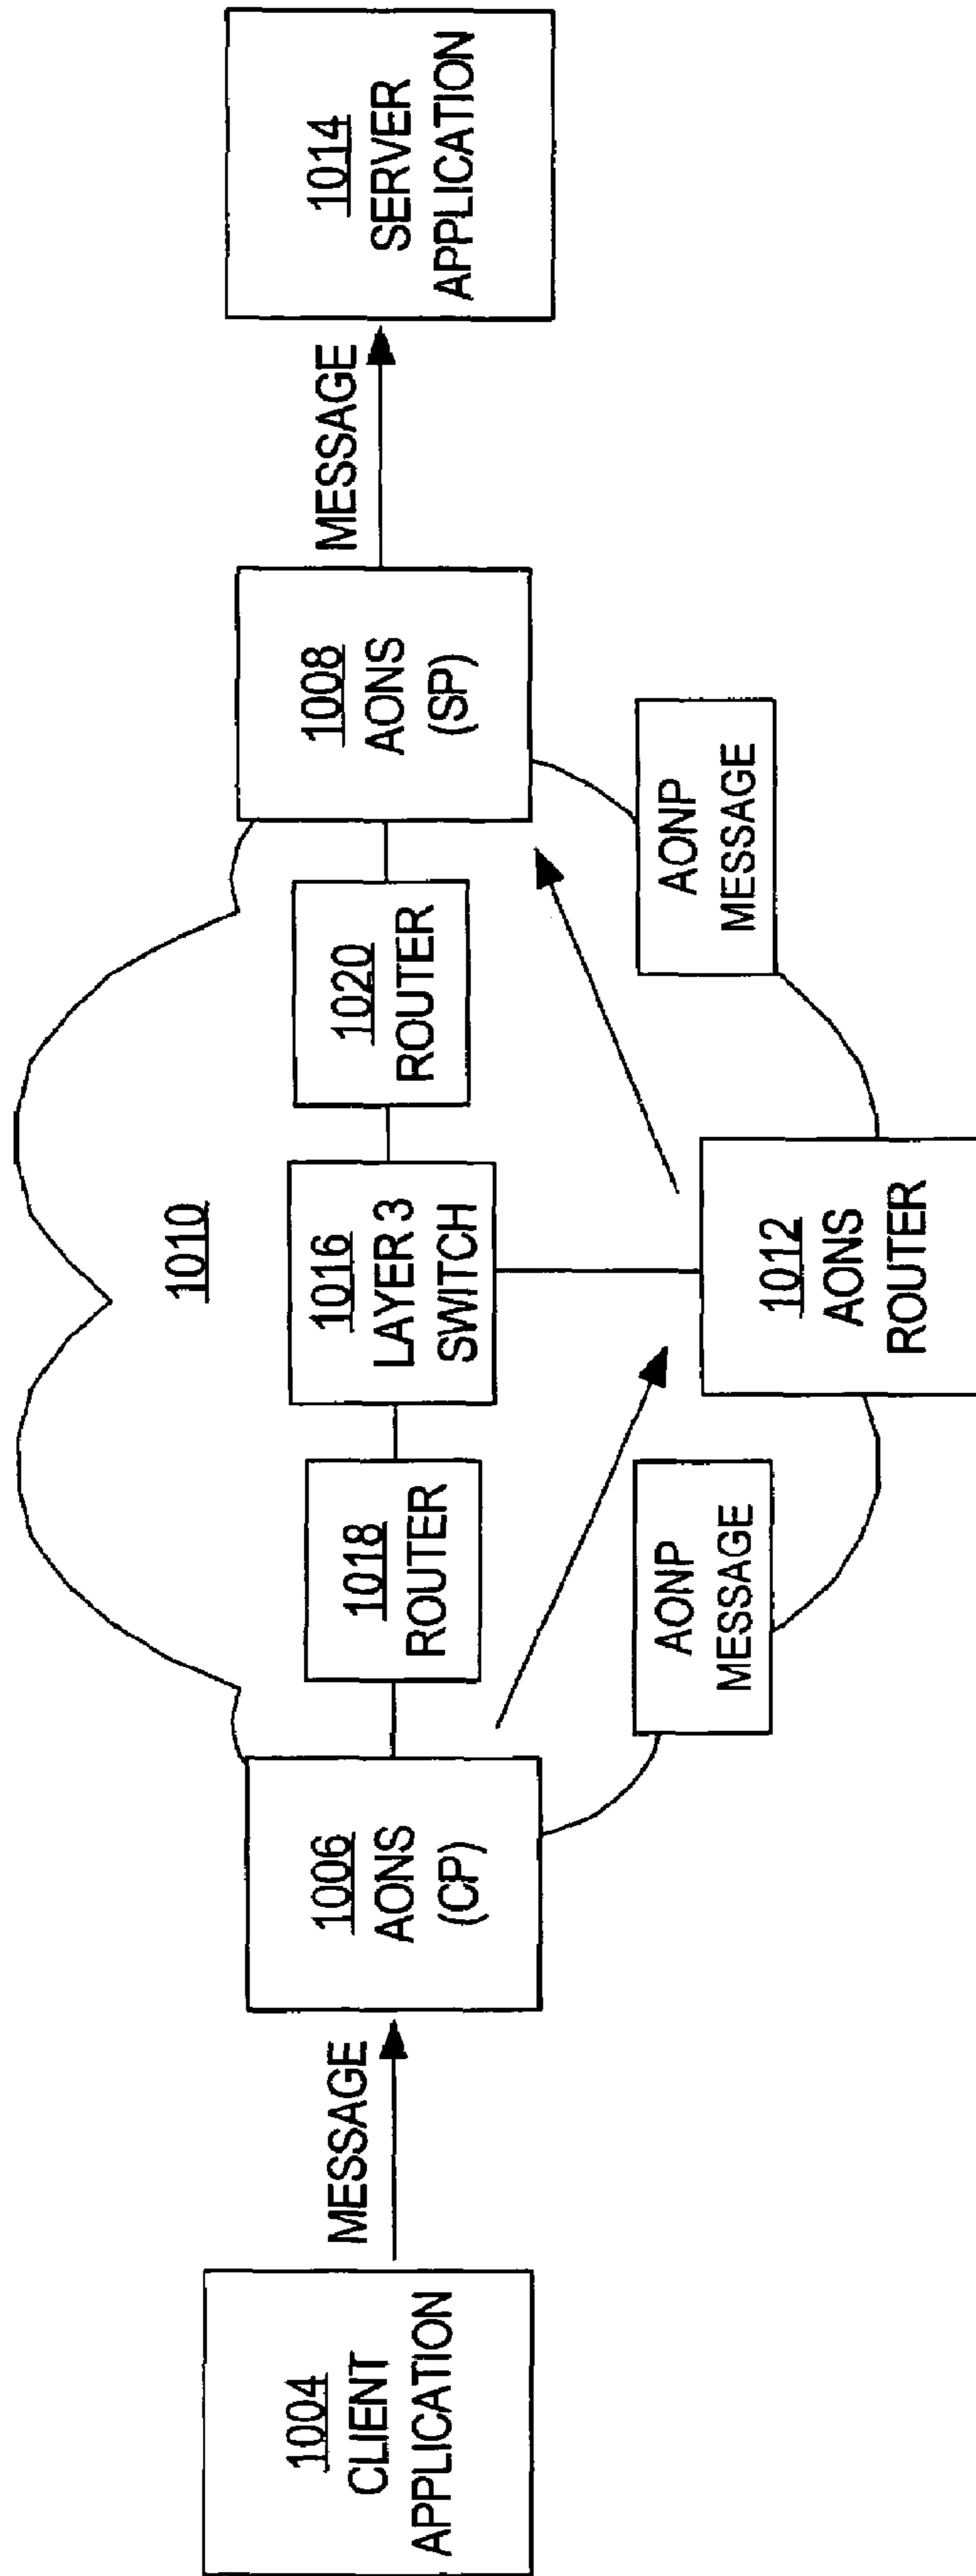 1010
1004
CLIENT
APPLICATION
MESSAGE
1006
AONS
(CP)
1018
ROUTER
1016
LAYER 3
SWITCH
1020
ROUTER
1008
AONS
(SP)
MESSAGE
1014
SERVER
APPLICATION
AONP
MESSAGE
1012
AONS
ROUTER
AONP
MESSAGE